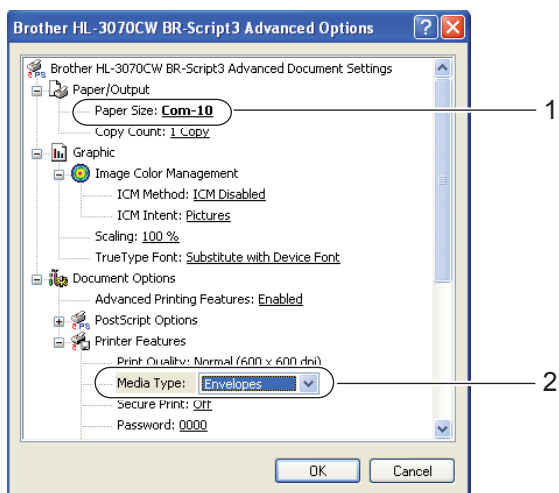 Brother HL-3070CW BR-Script3 Advanced Options
Brother HL-3070CW BR-Script3 Advanced Document Settings
Paper/Output
Paper Size: Com-10
1
Copy Count: 1 Copy
Graphic
Image Color Management
ICM Method: ICM Disabled
ICM Intent: Pictures
Scaling: 100 %
TrueType Font: Substitute with Device Font
Document Options
Advanced Printing Features: Enabled
PostScript Options
Printer Features
Print Quality: Normal (600 x 600 dpi)
Media Type: Envelopes
2
Secure Print: Off
Password: 0000
OK Cancel